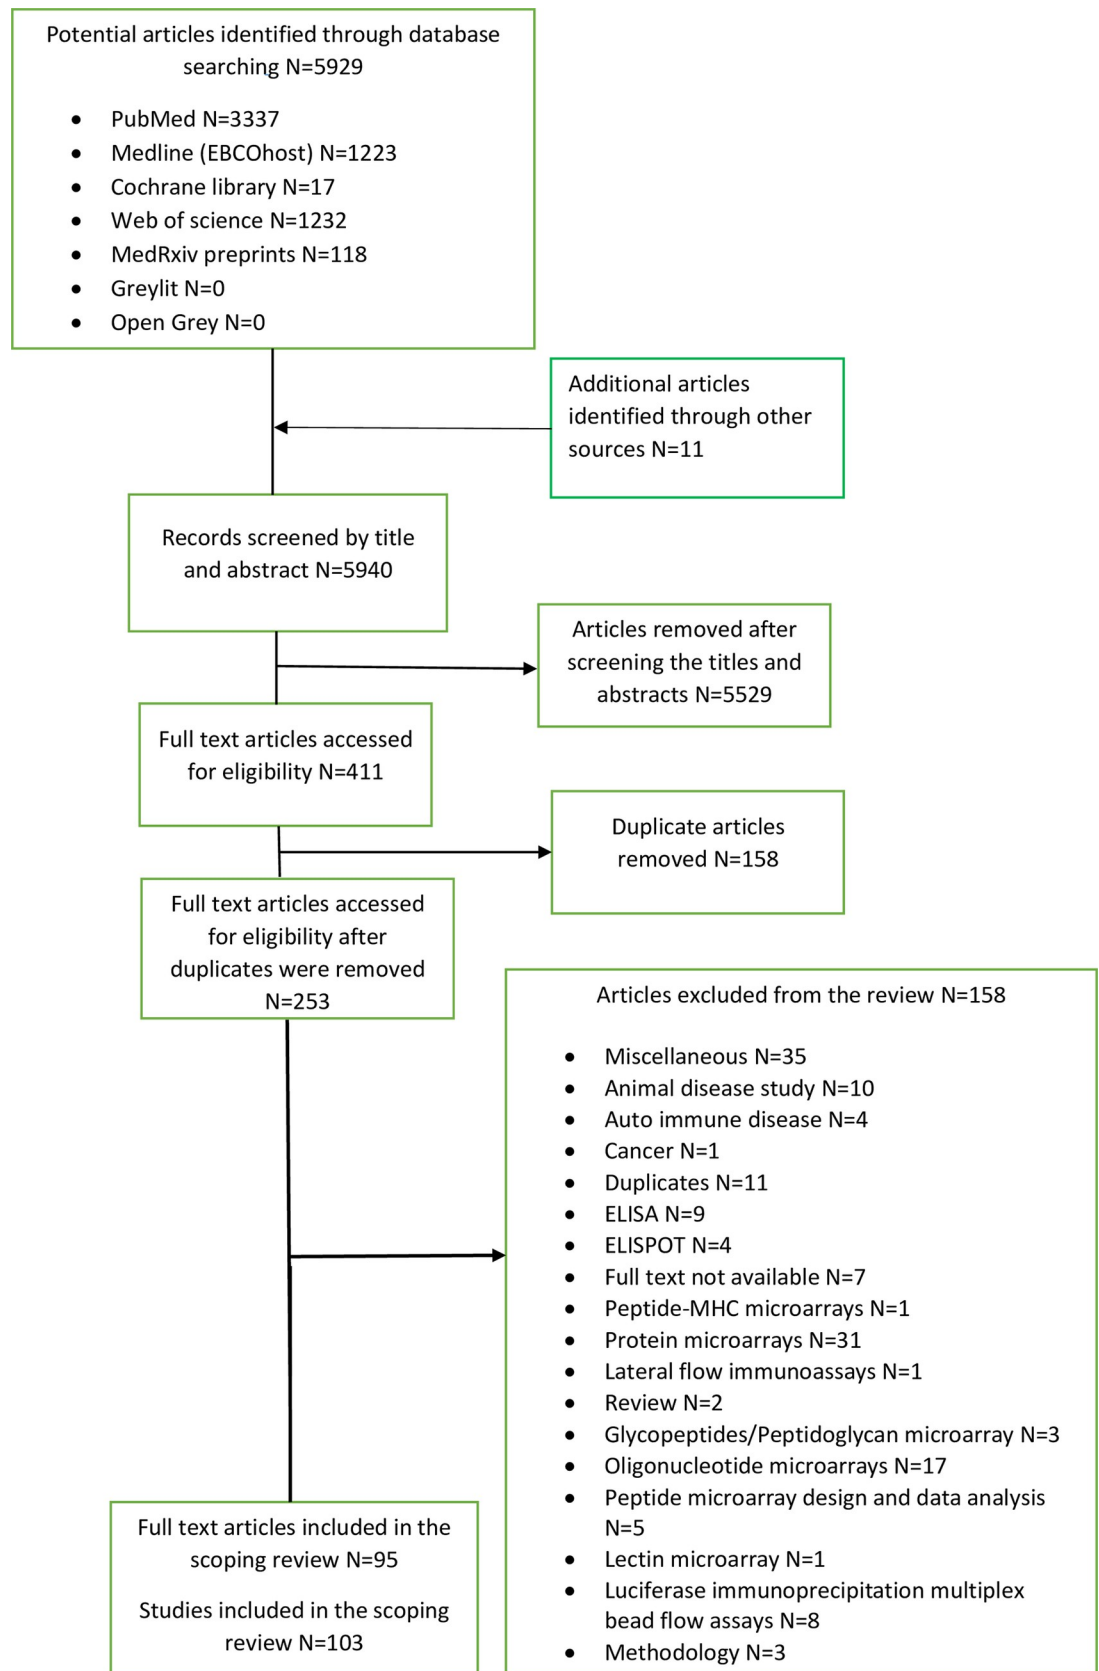 Potential articles identified through database
searching N=5929
• PubMed N=3337
• Medline (EBCOhost) N=1223
• Cochrane library N=17
• Web of science N=1232
• MedRxiv preprints N=118
• Greylit N=0
• Open Grey N=0
Additional articles
identified through other
sources N=11
Records screened by title
and abstract N=5940
Articles removed after
screening the titles and
abstracts N=5529
Full text articles accessed
for eligibility N=411
Duplicate articles
removed N=158
Full text articles accessed
for eligibility after
duplicates were removed
N=253
Articles excluded from the review N=158
• Miscellaneous N=35
• Animal disease study N=10
• Auto immune disease N=4
• Cancer N=1
• Duplicates N=11
• ELISA N=9
• ELISPOT N=4
• Full text not available N=7
• Peptide-MHC microarrays N=1
• Protein microarrays N=31
• Lateral flow immunoassays N=1
• Review N=2
• Glycopeptides/Peptidoglycan microarray N=3
• Oligonucleotide microarrays N=17
• Peptide microarray design and data analysis
N=5
• Lectin microarray N=1
• Luciferase immunoprecipitation multiplex
bead flow assays N=8
• Methodology N=3
Full text articles included in the
scoping review N=95
Studies included in the scoping
review N=103